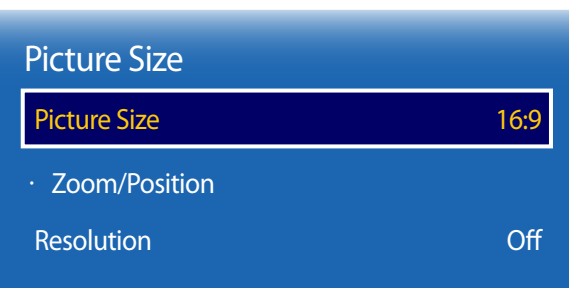 Picture Size
Picture Size 16:9
· Zoom/Position
Resolution Off